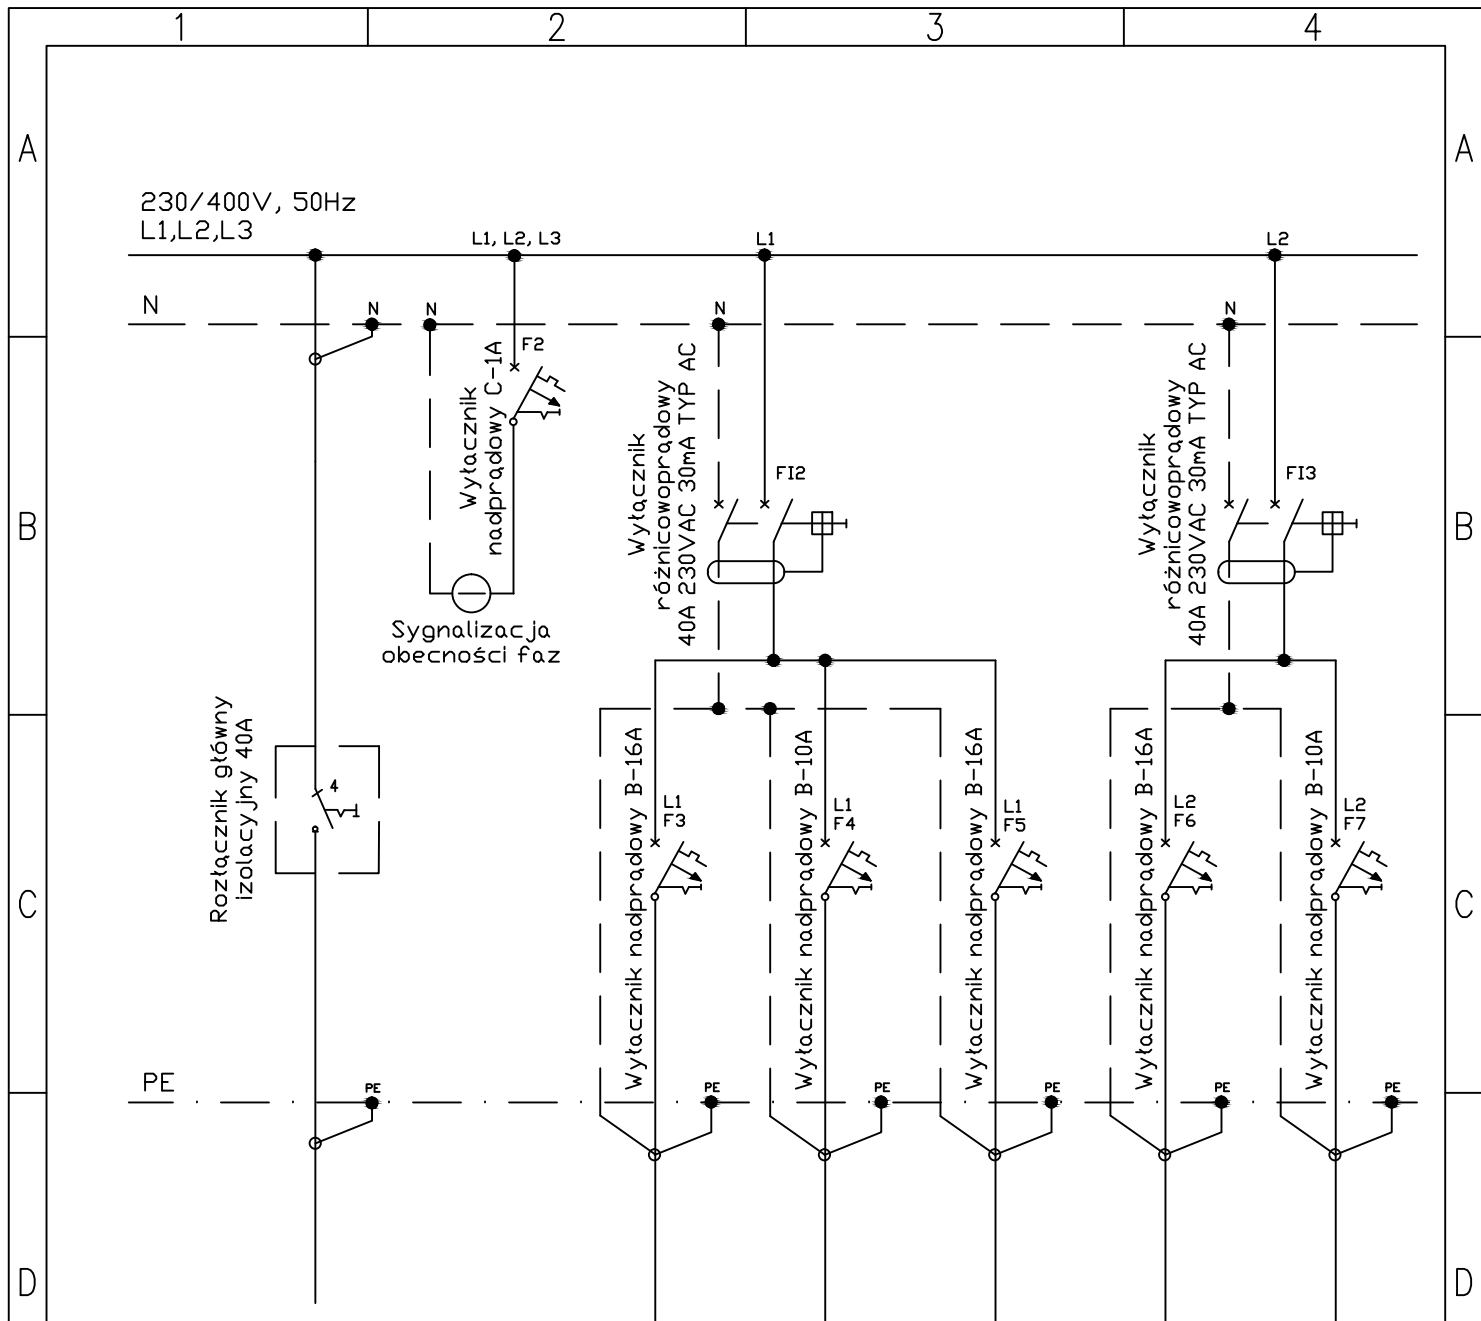 1
2
3
4
A
A
230/400V, 50Hz
L1,L2,L3
L1, L2, L3
L1
L2
N
N
N
N
N
F2
Wyłącznik
nadprądowy C-1A
Wyłącznik
różnicowoprądowy
40A 230VAC 30mA TYP AC
FI2
Wyłącznik
różnicowoprądowy
40A 230VAC 30mA TYP AC
FI3
B
B
Sygnalizacja
obecności faz
Rozłącznik główny
izolacyjny 40A
4
Wyłącznik nadprądowy B-16A
L1
F3
Wyłącznik nadprądowy B-10A
L1
F4
Wyłącznik nadprądowy B-16A
L1
F5
Wyłącznik nadprądowy B-16A
L2
F6
Wyłącznik nadprądowy B-10A
L2
F7
C
C
PE
PE
PE
PE
PE
PE
PE
D
D